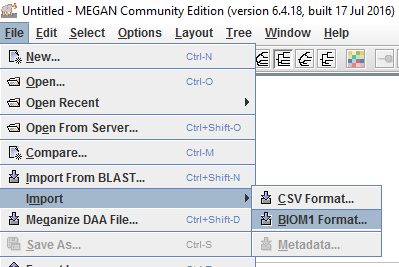 Untitled - MEGAN Community Edition (version 6.4.18, built 17 Jul 2016)
File Edit Select Options Layout Tree Window Help
New... Ctrl-N
Open... Ctrl-O
Open Recent
Open From Server... Ctrl+Shift-O
Compare... Ctrl-M
Import From BLAST... Ctrl+Shift-N
Import
CSV Format...
Meganize DAA File... Ctrl+Shift-D
BIOM1 Format...
Save As... Ctrl-S
Metadata...